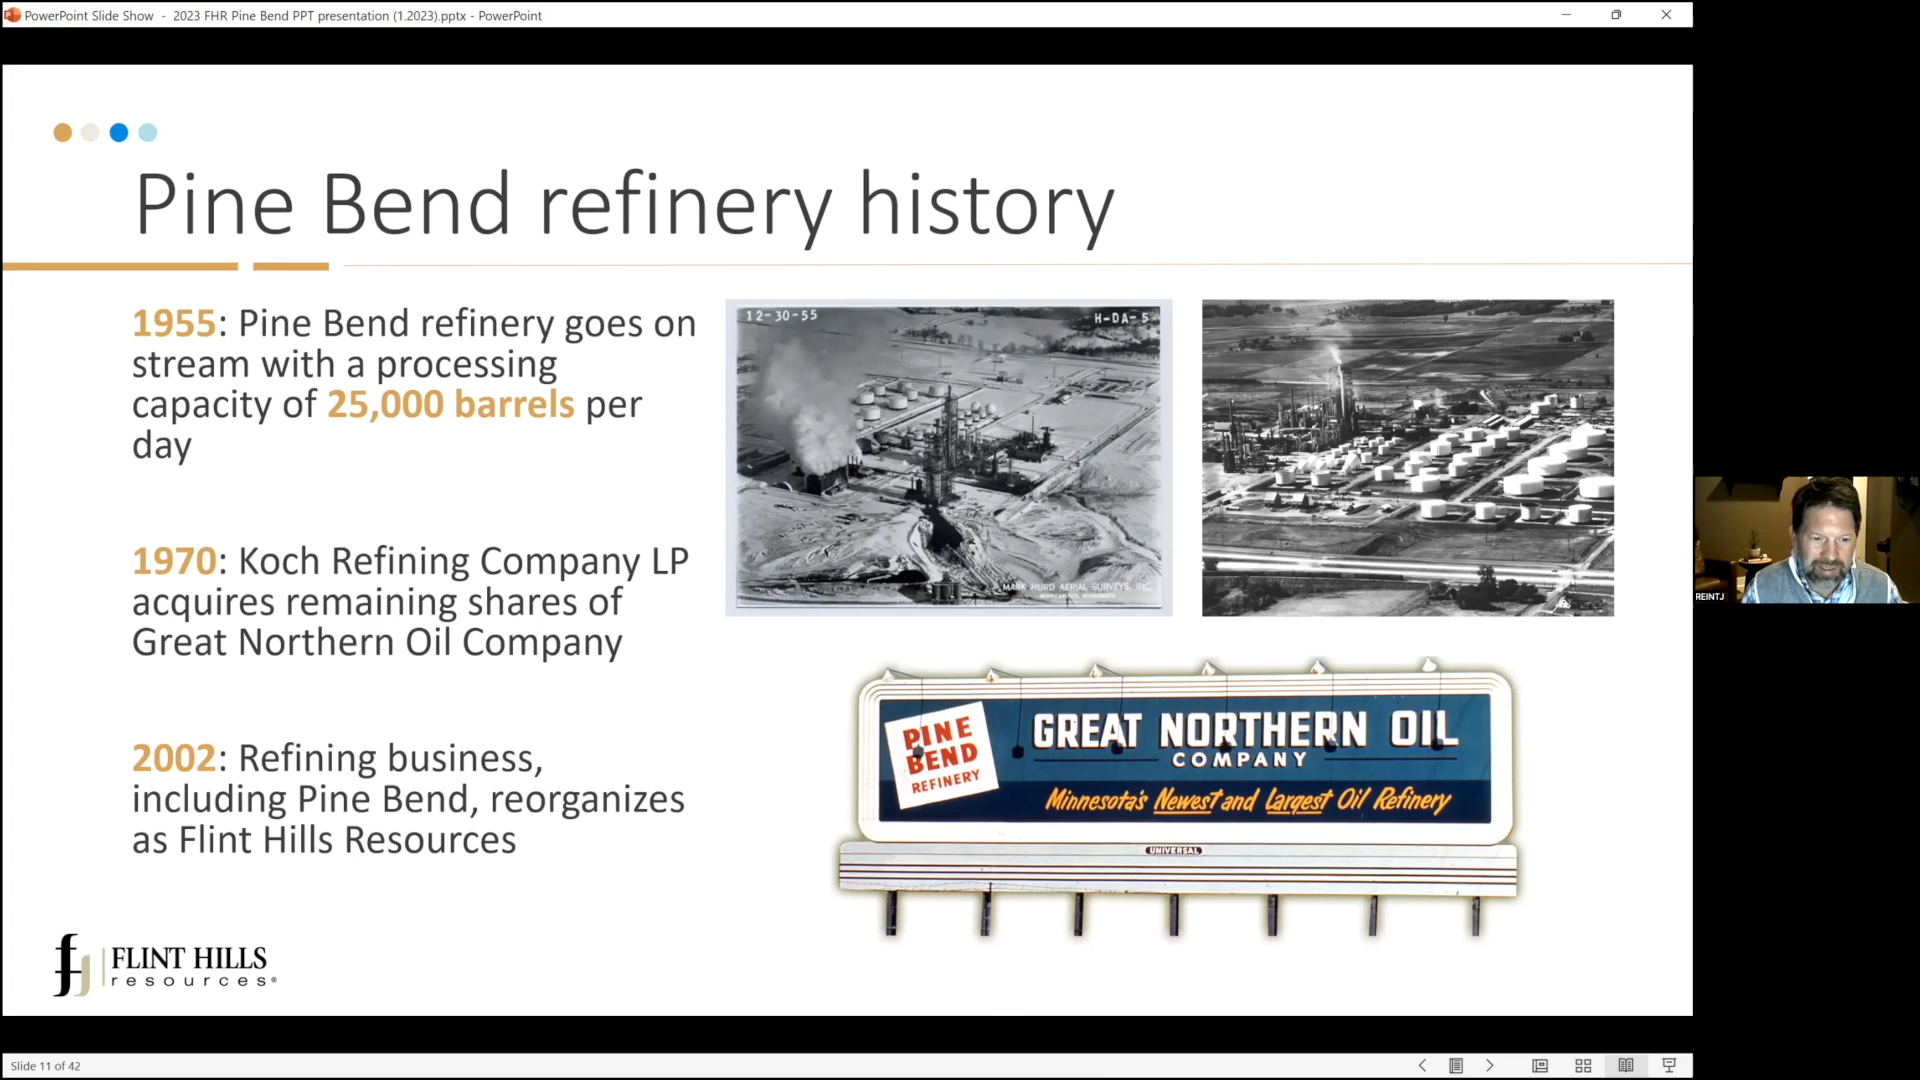 PowerPoint Slide Show - 2023 FHR Pine Bend PPT presentation (1.2023).pptx - PowerPoint
Pine Bend refinery history
1955: Pine Bend refinery goes on
stream with a processing
capacity of 25,000 barrels per
day
1970: Koch Refining Company LP
acquires remaining shares of
Great Northern Oil Company
2002: Refining business,
including Pine Bend, reorganizes
as Flint Hills Resources
12-30-55
H-DA-5
MARK HURD AERIAL SURVEYS, INC.
MINNEAPOLIS, MINNESOTA
PINE
BEND
REFINERY
GREAT NORTHERN OIL
COMPANY
Minnesota's Newest and Largest Oil Refinery
UNIVERSAL
FLINT HILLS
resources®
REINTJ
Slide 11 of 42